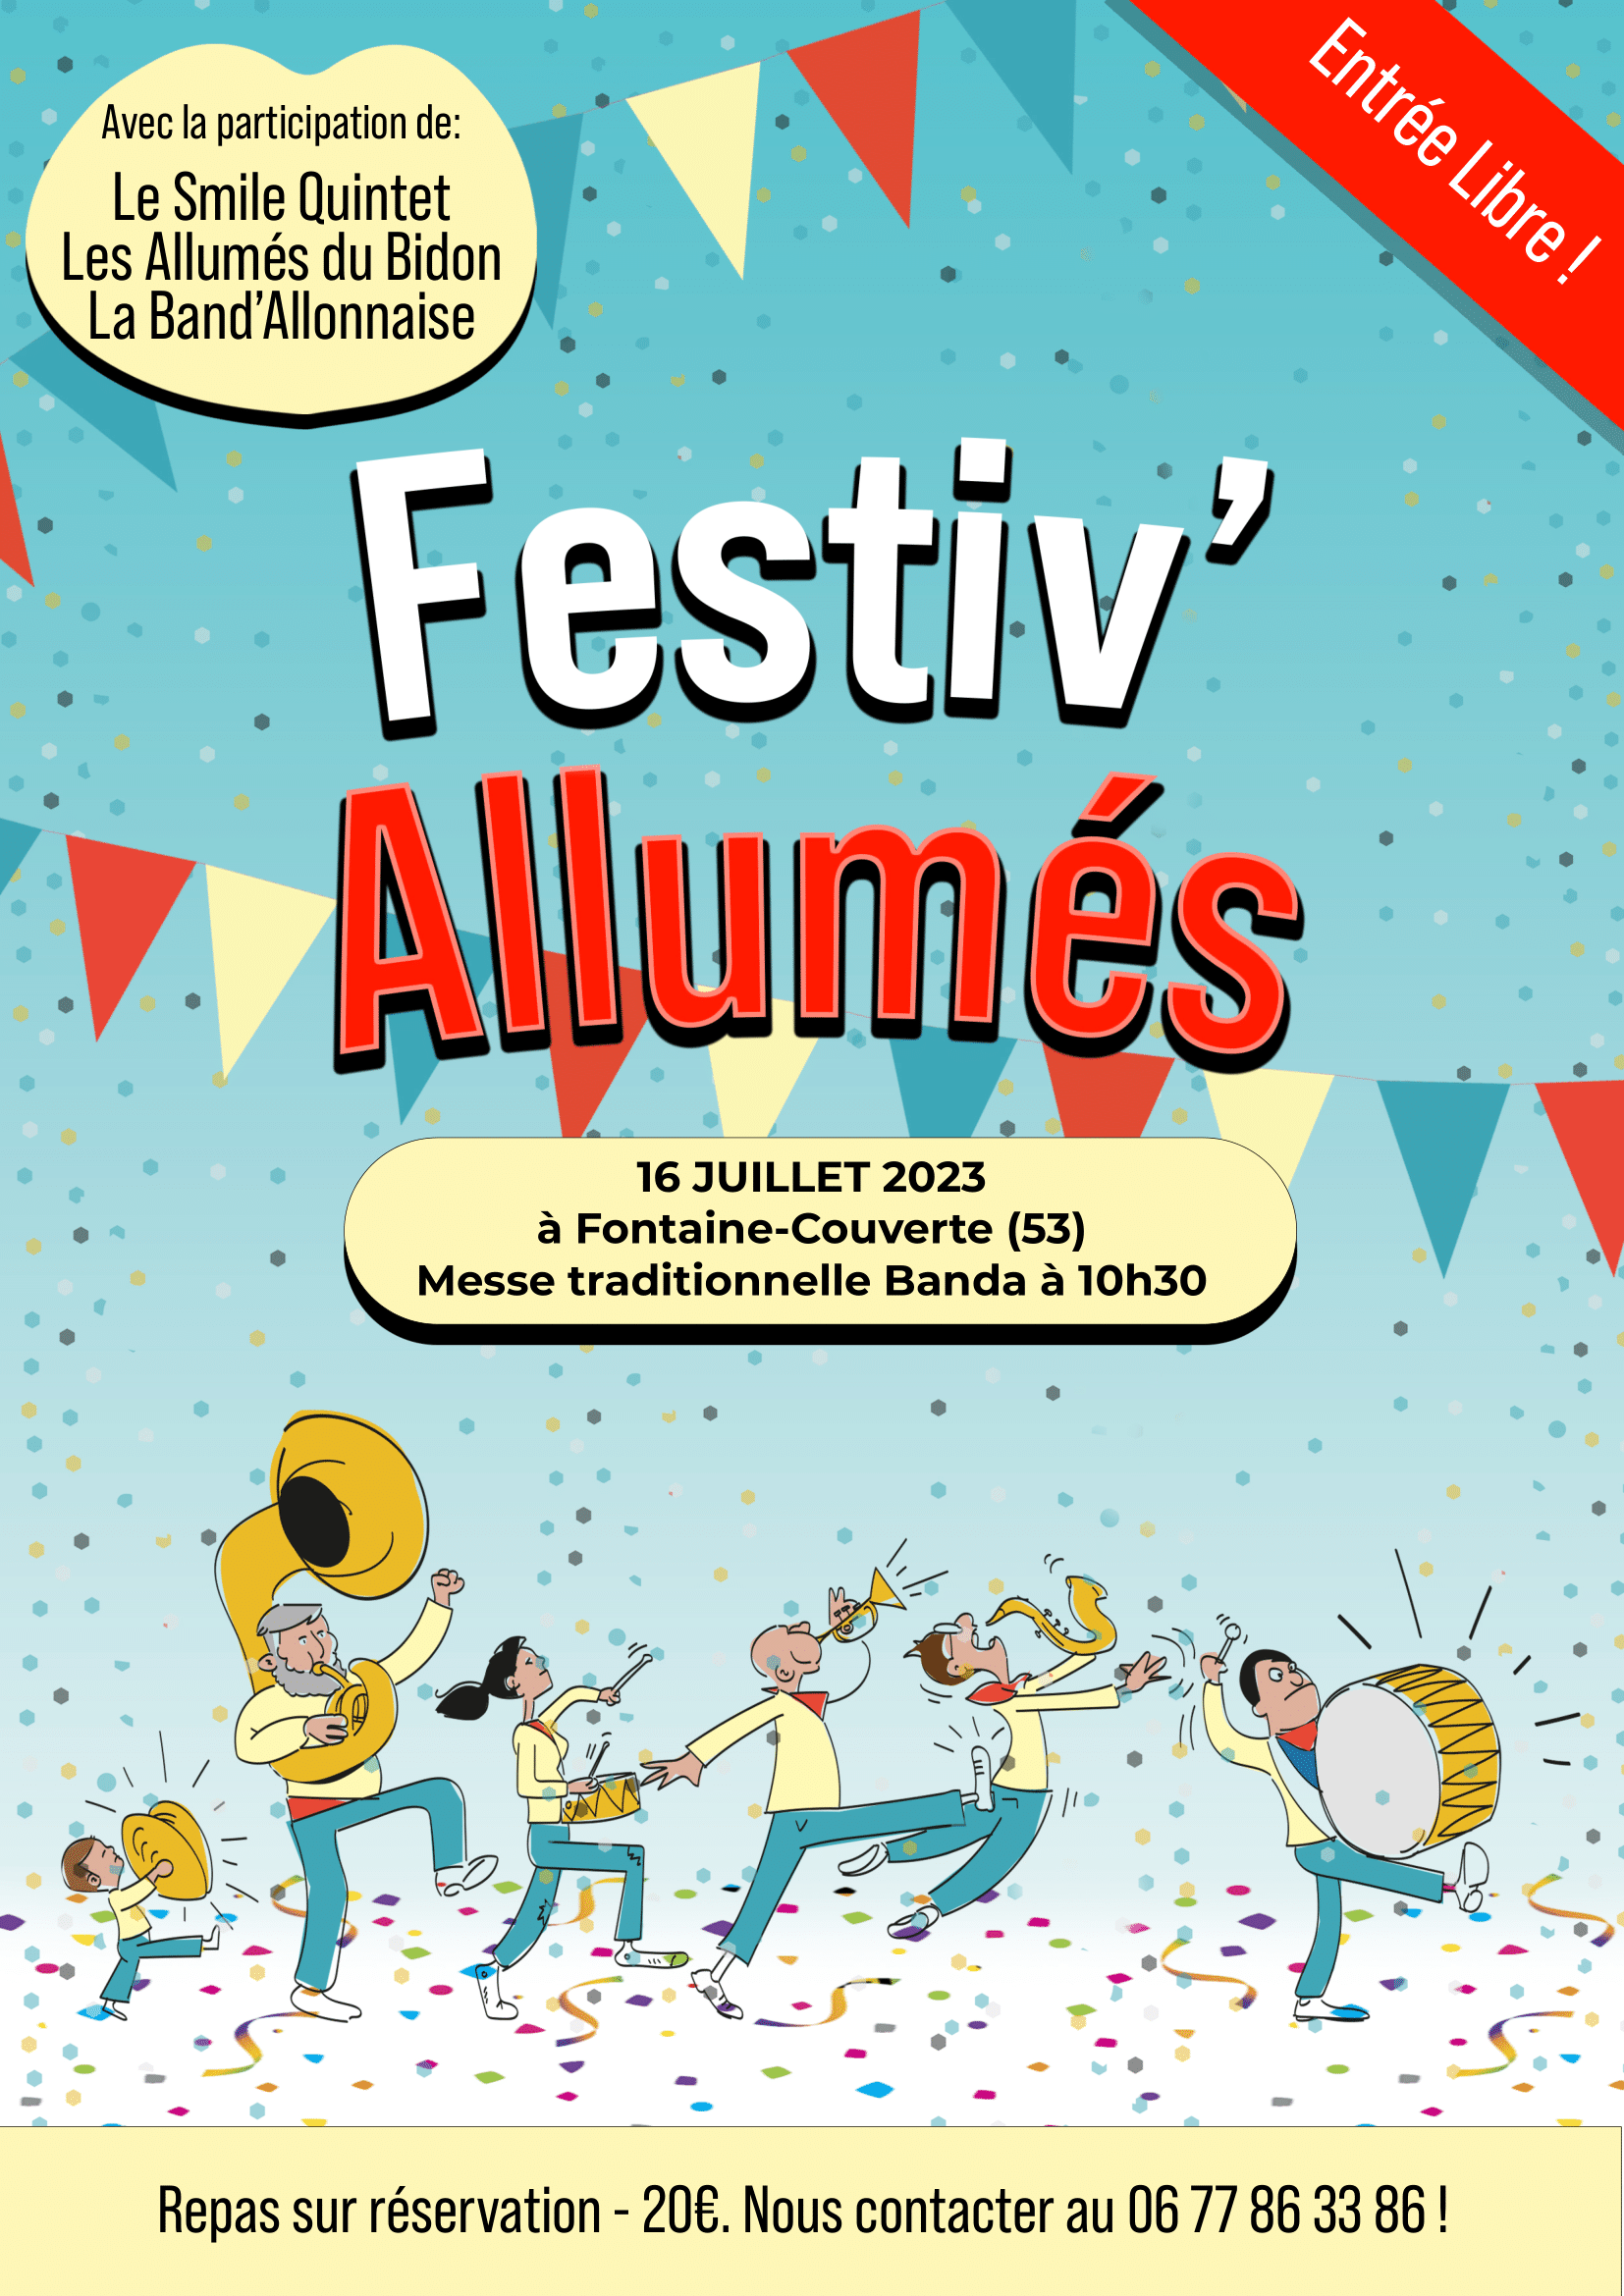 Avec la participation de:
Le Smile Quintet
Les Allumés du Bidon
La Band’Allonnaise
Entrée Libre !
Festiv’
Allumés
16 JUILLET 2023
à Fontaine-Couverte (53)
Messe traditionnelle Banda à 10h30
Repas sur réservation - 20€. Nous contacter au 06 77 86 33 86 !